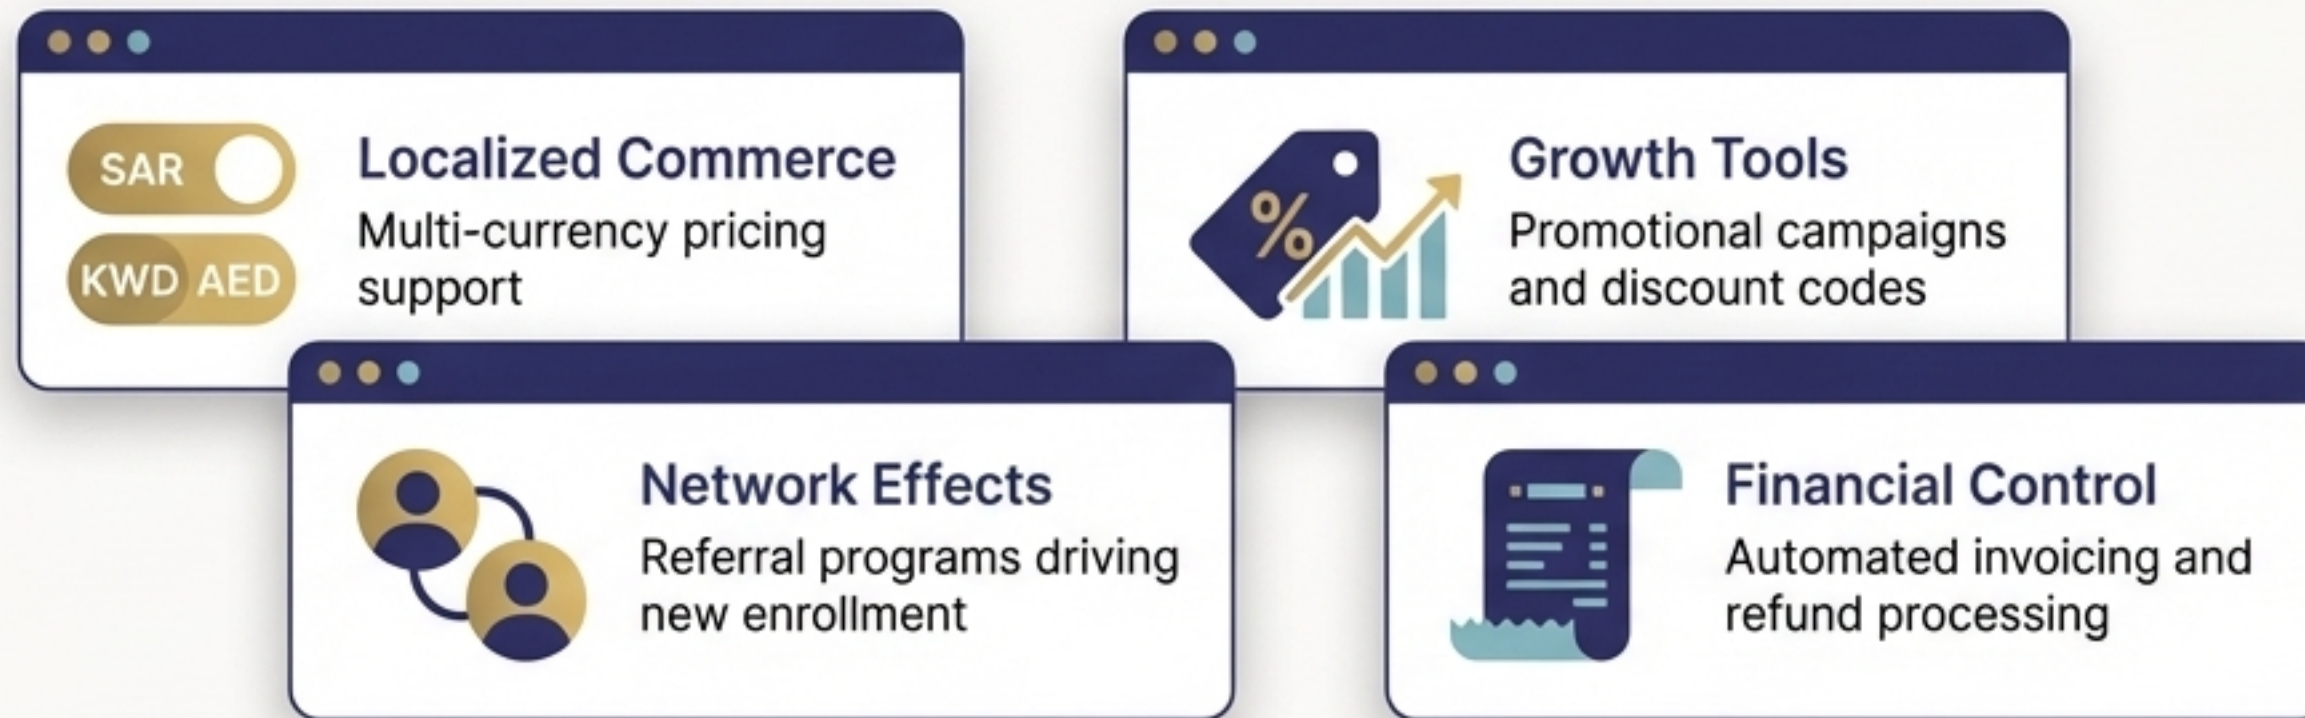 SAR
KWD AED
Localized Commerce
Multi-currency pricing
support
%
Growth Tools
Promotional campaigns
and discount codes
Network Effects
Referral programs driving
new enrollment
Financial Control
Automated invoicing and
refund processing